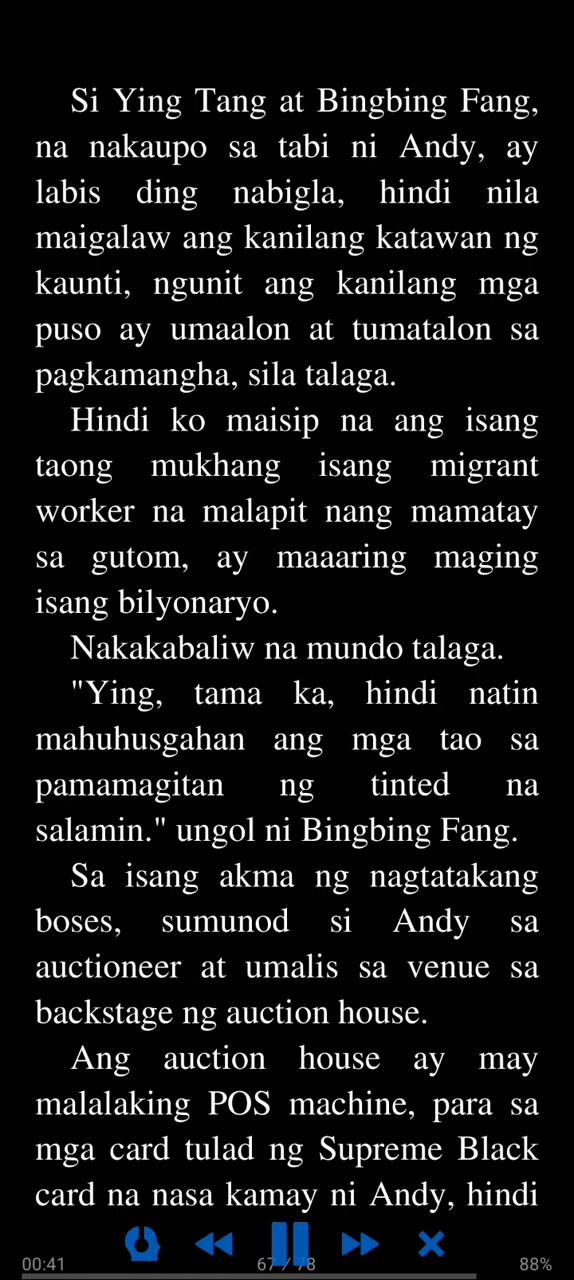 Si Ying Tang at Bingbing Fang,
na nakaupo sa tabi ni Andy, ay
labis ding nabigla, hindi nila
maigalaw ang kanilang katawan ng
kaunti, ngunit ang kanilang mga
puso ay umaalon at tumatalon sa
pagkamangha, sila talaga.
Hindi ko maisip na ang isang
taong mukhang isang migrant
worker na malapit nang mamatay
sa gutom, ay maaaring maging
isang bilyonaryo.
Nakakabaliw na mundo talaga.
"Ying, tama ka, hindi natin
mahuhusgahan ang mga tao sa
pamamagitan ng tinted na
salamin." ungol ni Bingbing Fang.
Sa isang akma ng nagtatakang
boses, sumunod si Andy sa
auctioneer at umalis sa venue sa
backstage ng auction house.
Ang auction house ay may
malalaking POS machine, para sa
mga card tulad ng Supreme Black
card na nasa kamay ni Andy, hindi
00:41 67 / 78 88%